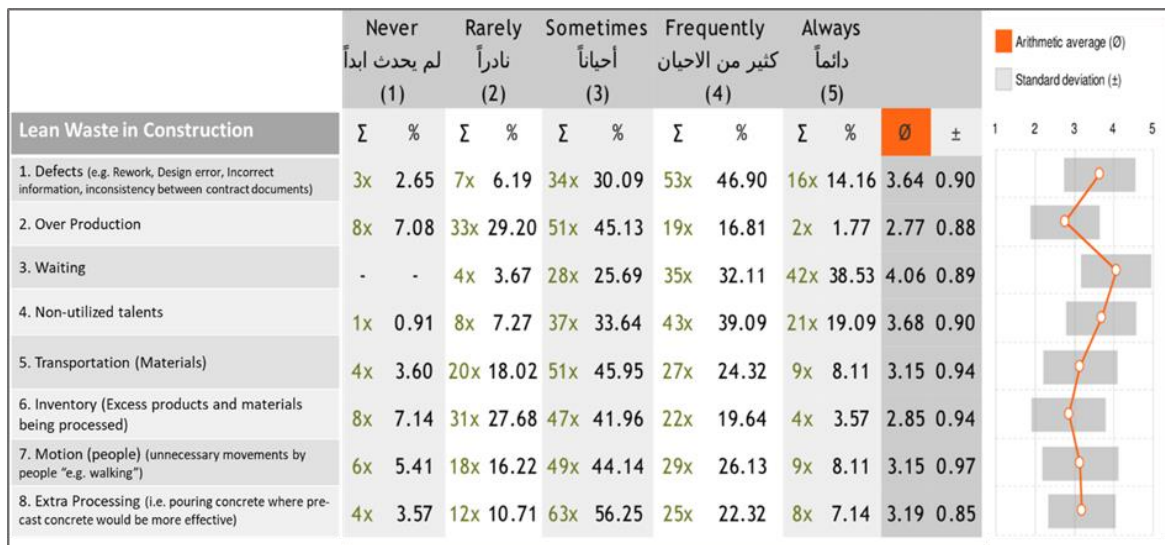 Never Rarely Sometimes Frequently Always
لم يحدث ابداً نادراً أحياناً كثير من الاحيان دائماً
(1) (2) (3) (4) (5)
Arithmetic average (Ø)
Standard deviation (±)
Lean Waste in Construction Σ % Σ % Σ % Σ % Σ % Ø ± 1 2 3 4 5
1. Defects (e.g. Rework, Design error, Incorrect
information, inconsistency between contract documents) 3x 2.65 7x 6.19 34x 30.09 53x 46.90 16x 14.16 3.64 0.90
2. Over Production 8x 7.08 33x 29.20 51x 45.13 19x 16.81 2x 1.77 2.77 0.88
3. Waiting - - 4x 3.67 28x 25.69 35x 32.11 42x 38.53 4.06 0.89
4. Non-utilized talents 1x 0.91 8x 7.27 37x 33.64 43x 39.09 21x 19.09 3.68 0.90
5. Transportation (Materials) 4x 3.60 20x 18.02 51x 45.95 27x 24.32 9x 8.11 3.15 0.94
6. Inventory (Excess products and materials
being processed) 8x 7.14 31x 27.68 47x 41.96 22x 19.64 4x 3.57 2.85 0.94
7. Motion (people) (unnecessary movements by
people “e.g. walking”) 6x 5.41 18x 16.22 49x 44.14 29x 26.13 9x 8.11 3.15 0.97
8. Extra Processing (i.e. pouring concrete where pre-
cast concrete would be more effective) 4x 3.57 12x 10.71 63x 56.25 25x 22.32 8x 7.14 3.19 0.85